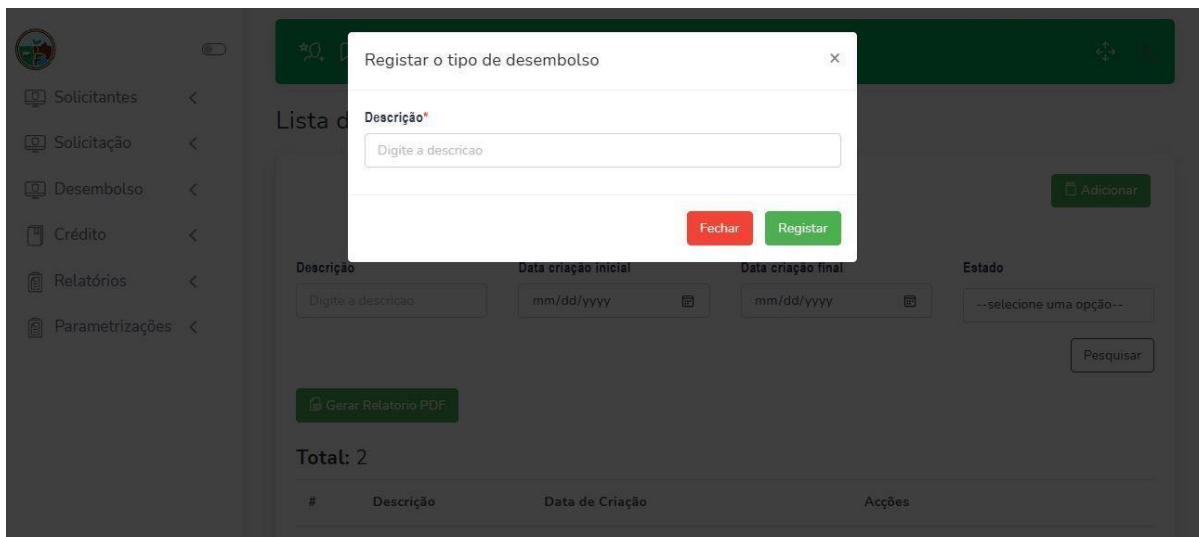 Registar o tipo de desembolso ×
Descrição*
Digite a descricao
Fechar Registar
Solicitantes
Solicitação
Desembolso
Crédito
Relatórios
Parametrizações
Lista d
Adicionar
Descrição Data criação inicial Data criação final Estado
Digite a descricao mm/dd/yyyy mm/dd/yyyy --selecione uma opção--
Pesquisar
Gerar Relatorio PDF
Total: 2
# Descrição Data de Criação Acções